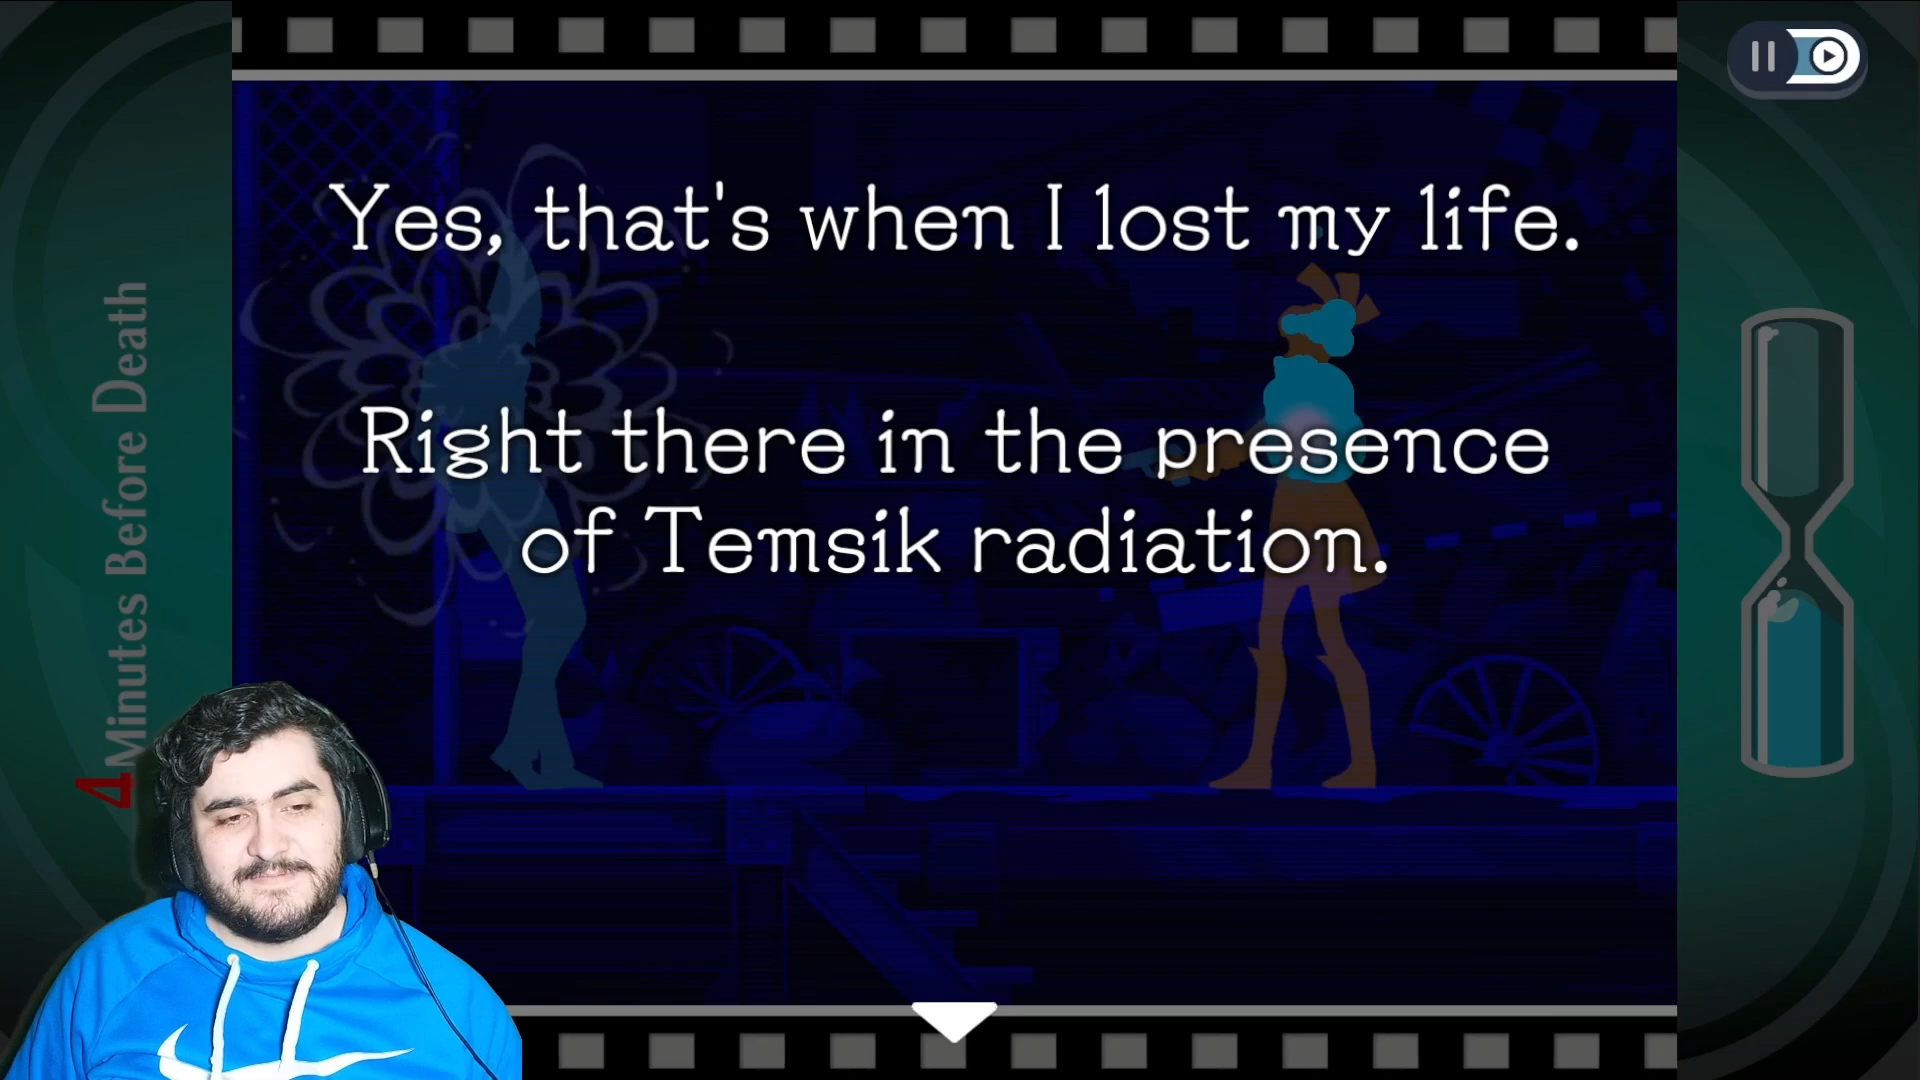 Yes, that's when I lost my life.
Right there in the presence
of Temsik radiation.
4 Minutes Before Death